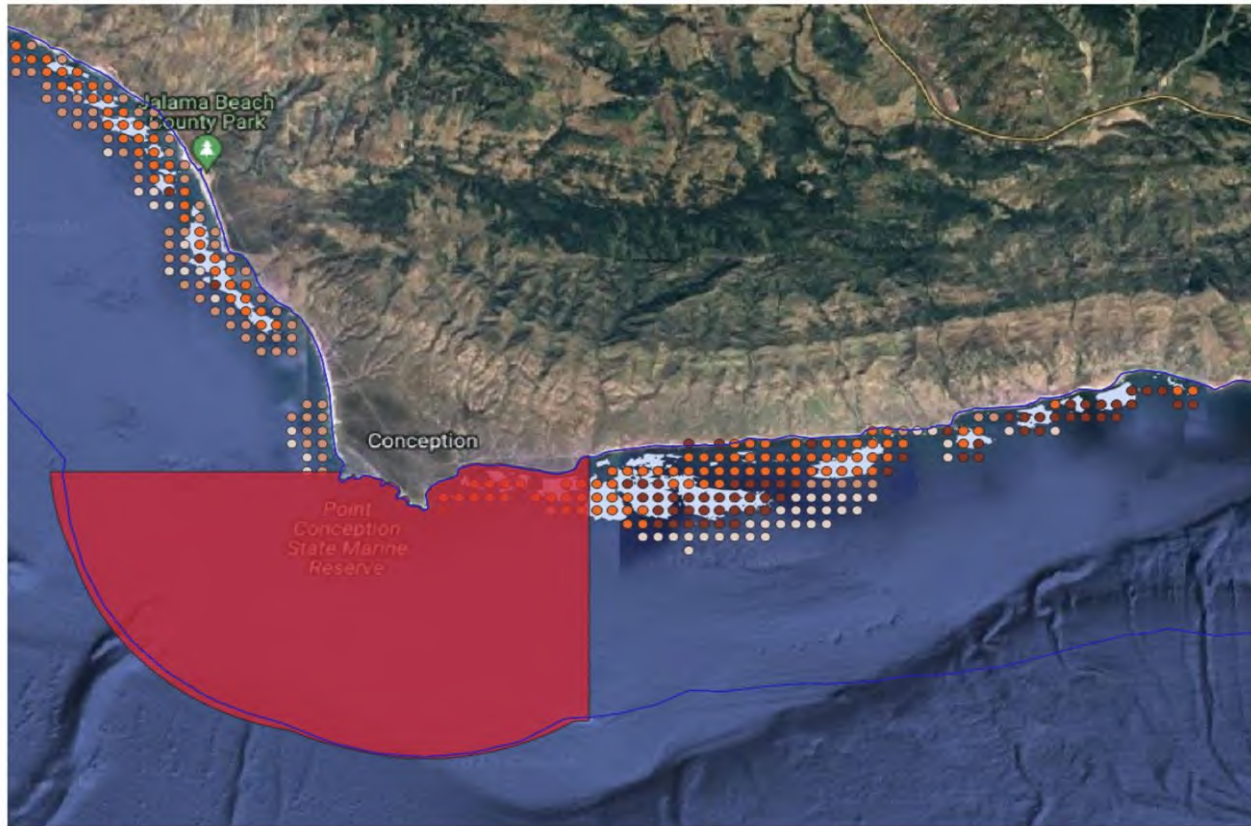 Jalama Beach
County Park
Conception
Point
Conception
State Marine
Reserve